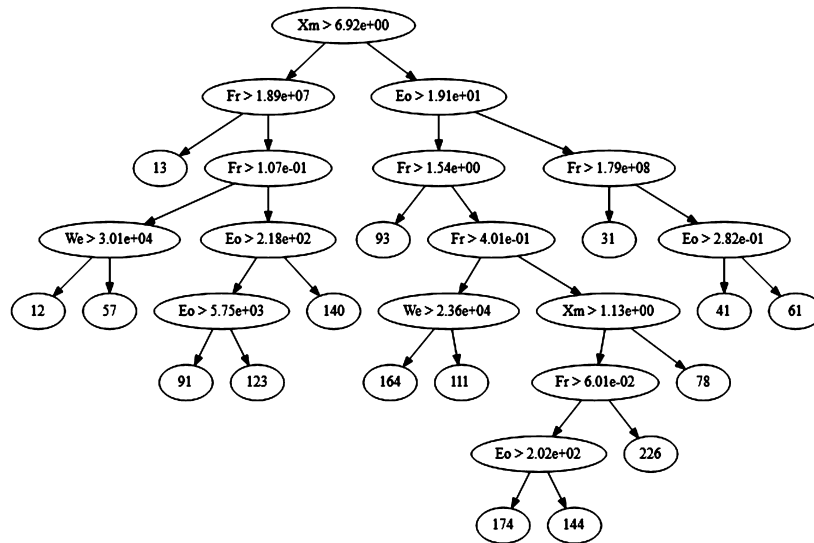 Xm > 6.92e+00
Fr > 1.89e+07
Eo > 1.91e+01
13
Fr > 1.07e-01
Fr > 1.54e+00
Fr > 1.79e+08
We > 3.01e+04
Eo > 2.18e+02
93
Fr > 4.01e-01
31
Eo > 2.82e-01
12
57
Eo > 5.75e+03
140
We > 2.36e+04
Xm > 1.13e+00
41
61
91
123
164
111
Fr > 6.01e-02
78
Eo > 2.02e+02
226
174
144